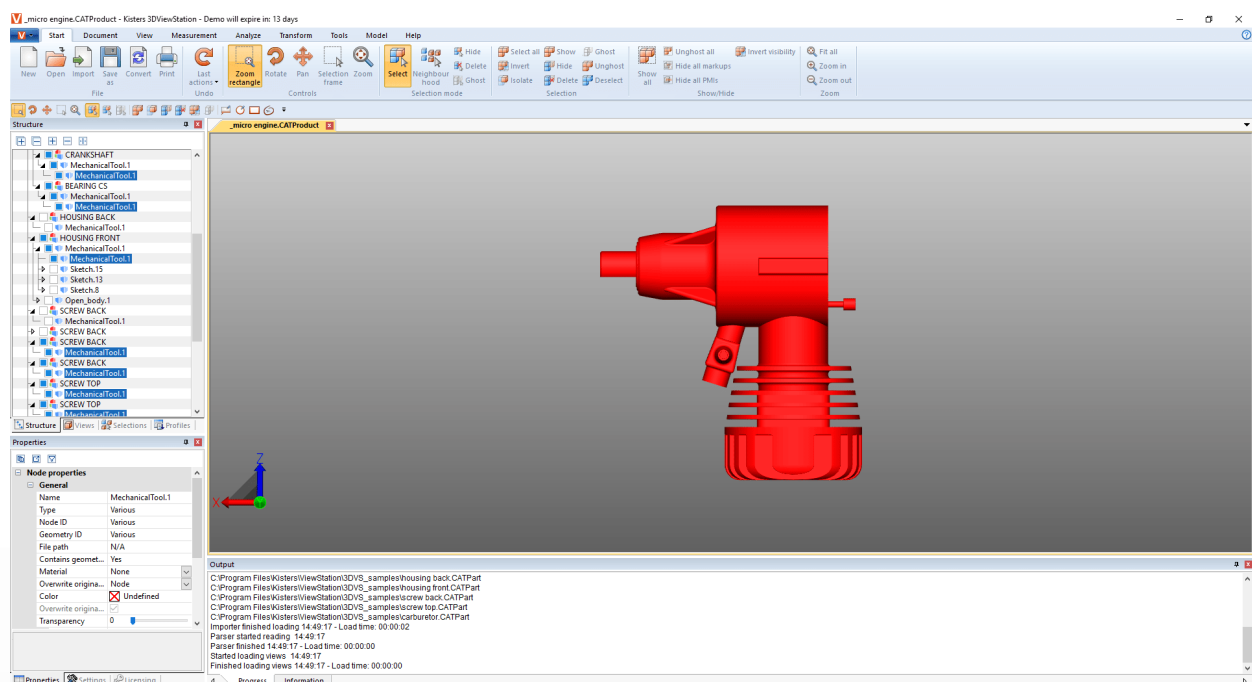 _micro engine.CATProduct - Kisters 3DViewStation - Demo will expire in: 13 days
Start Document View Measurement Analyze Transform Tools Model Help
New Open Import Save as Convert Print
File
Last actions
Undo
Zoom rectangle Rotate Pan Selection frame Zoom
Controls
Select Neighbour hood
Hide
Delete
Ghost
Selection mode
Select all Show Ghost
Invert Hide Unghost
Isolate Delete Deselect
Selection
Show all
Unghost all Invert visibility
Hide all markups
Hide all PMIs
Show/Hide
Fit all
Zoom in
Zoom out
Zoom
Structure
_micro engine.CATProduct
CRANKSHAFT
MechanicalTool.1
MechanicalTool.1
BEARING CS
MechanicalTool.1
MechanicalTool.1
HOUSING BACK
MechanicalTool.1
HOUSING FRONT
MechanicalTool.1
MechanicalTool.1
Sketch.15
Sketch.13
Sketch.8
Open_body.1
SCREW BACK
MechanicalTool.1
SCREW BACK
SCREW BACK
MechanicalTool.1
SCREW BACK
MechanicalTool.1
SCREW TOP
MechanicalTool.1
SCREW TOP
MechanicalTool.1
Structure Views Selections Profiles
Properties
Node properties
General
Name MechanicalTool.1
Type Various
Node ID Various
Geometry ID Various
File path N/A
Contains geomet... Yes
Material None
Overwrite origina... Node
Color Undefined
Overwrite origina...
Transparency 0
Properties Settings Licensing
Z
X
Output
C:\Program Files\Kisters\ViewStation\3DVS_samples\housing back.CATPart
C:\Program Files\Kisters\ViewStation\3DVS_samples\housing front.CATPart
C:\Program Files\Kisters\ViewStation\3DVS_samples\screw back.CATPart
C:\Program Files\Kisters\ViewStation\3DVS_samples\screw top.CATPart
C:\Program Files\Kisters\ViewStation\3DVS_samples\carburetor.CATPart
Importer finished loading 14:49:17 - Load time: 00:00:02
Parser started reading 14:49:17
Parser finished 14:49:17 - Load time: 00:00:00
Started loading views 14:49:17
Finished loading views 14:49:17 - Load time: 00:00:00
Progress Information